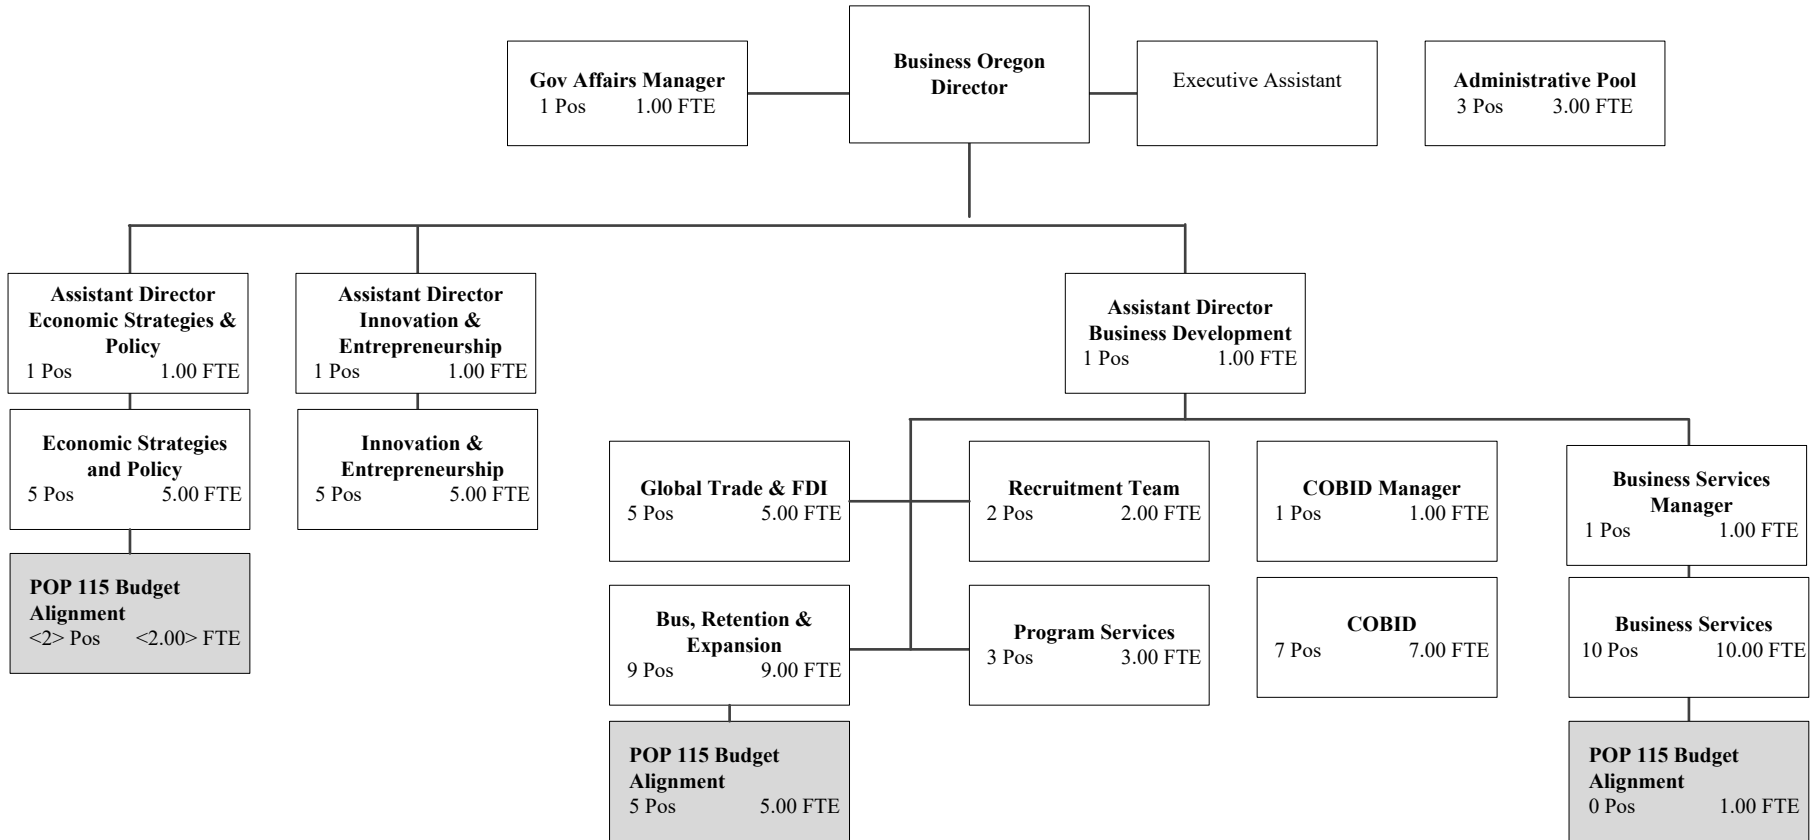 Gov Affairs Manager
1 Pos 1.00 FTE
Business Oregon
Director
Executive Assistant
Administrative Pool
3 Pos 3.00 FTE
Assistant Director
Economic Strategies &
Policy
1 Pos 1.00 FTE
Assistant Director
Innovation &
Entrepreneurship
1 Pos 1.00 FTE
Assistant Director
Business Development
1 Pos 1.00 FTE
Economic Strategies
and Policy
5 Pos 5.00 FTE
Innovation &
Entrepreneurship
5 Pos 5.00 FTE
Global Trade & FDI
5 Pos 5.00 FTE
Recruitment Team
2 Pos 2.00 FTE
COBID Manager
1 Pos 1.00 FTE
Business Services
Manager
1 Pos 1.00 FTE
POP 115 Budget
Alignment
<2> Pos <2.00> FTE
Bus, Retention &
Expansion
9 Pos 9.00 FTE
Program Services
3 Pos 3.00 FTE
COBID
7 Pos 7.00 FTE
Business Services
10 Pos 10.00 FTE
POP 115 Budget
Alignment
5 Pos 5.00 FTE
POP 115 Budget
Alignment
0 Pos 1.00 FTE